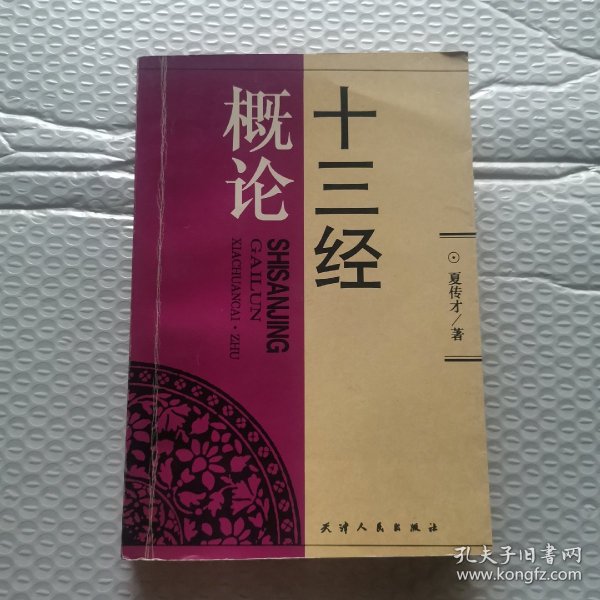 十三经
概论
SHISANJING
GAILUN
XIACHUANCAI·ZHU
⊙夏传才/著
天津人民出版社
孔夫子旧书网
www.kongfz.com